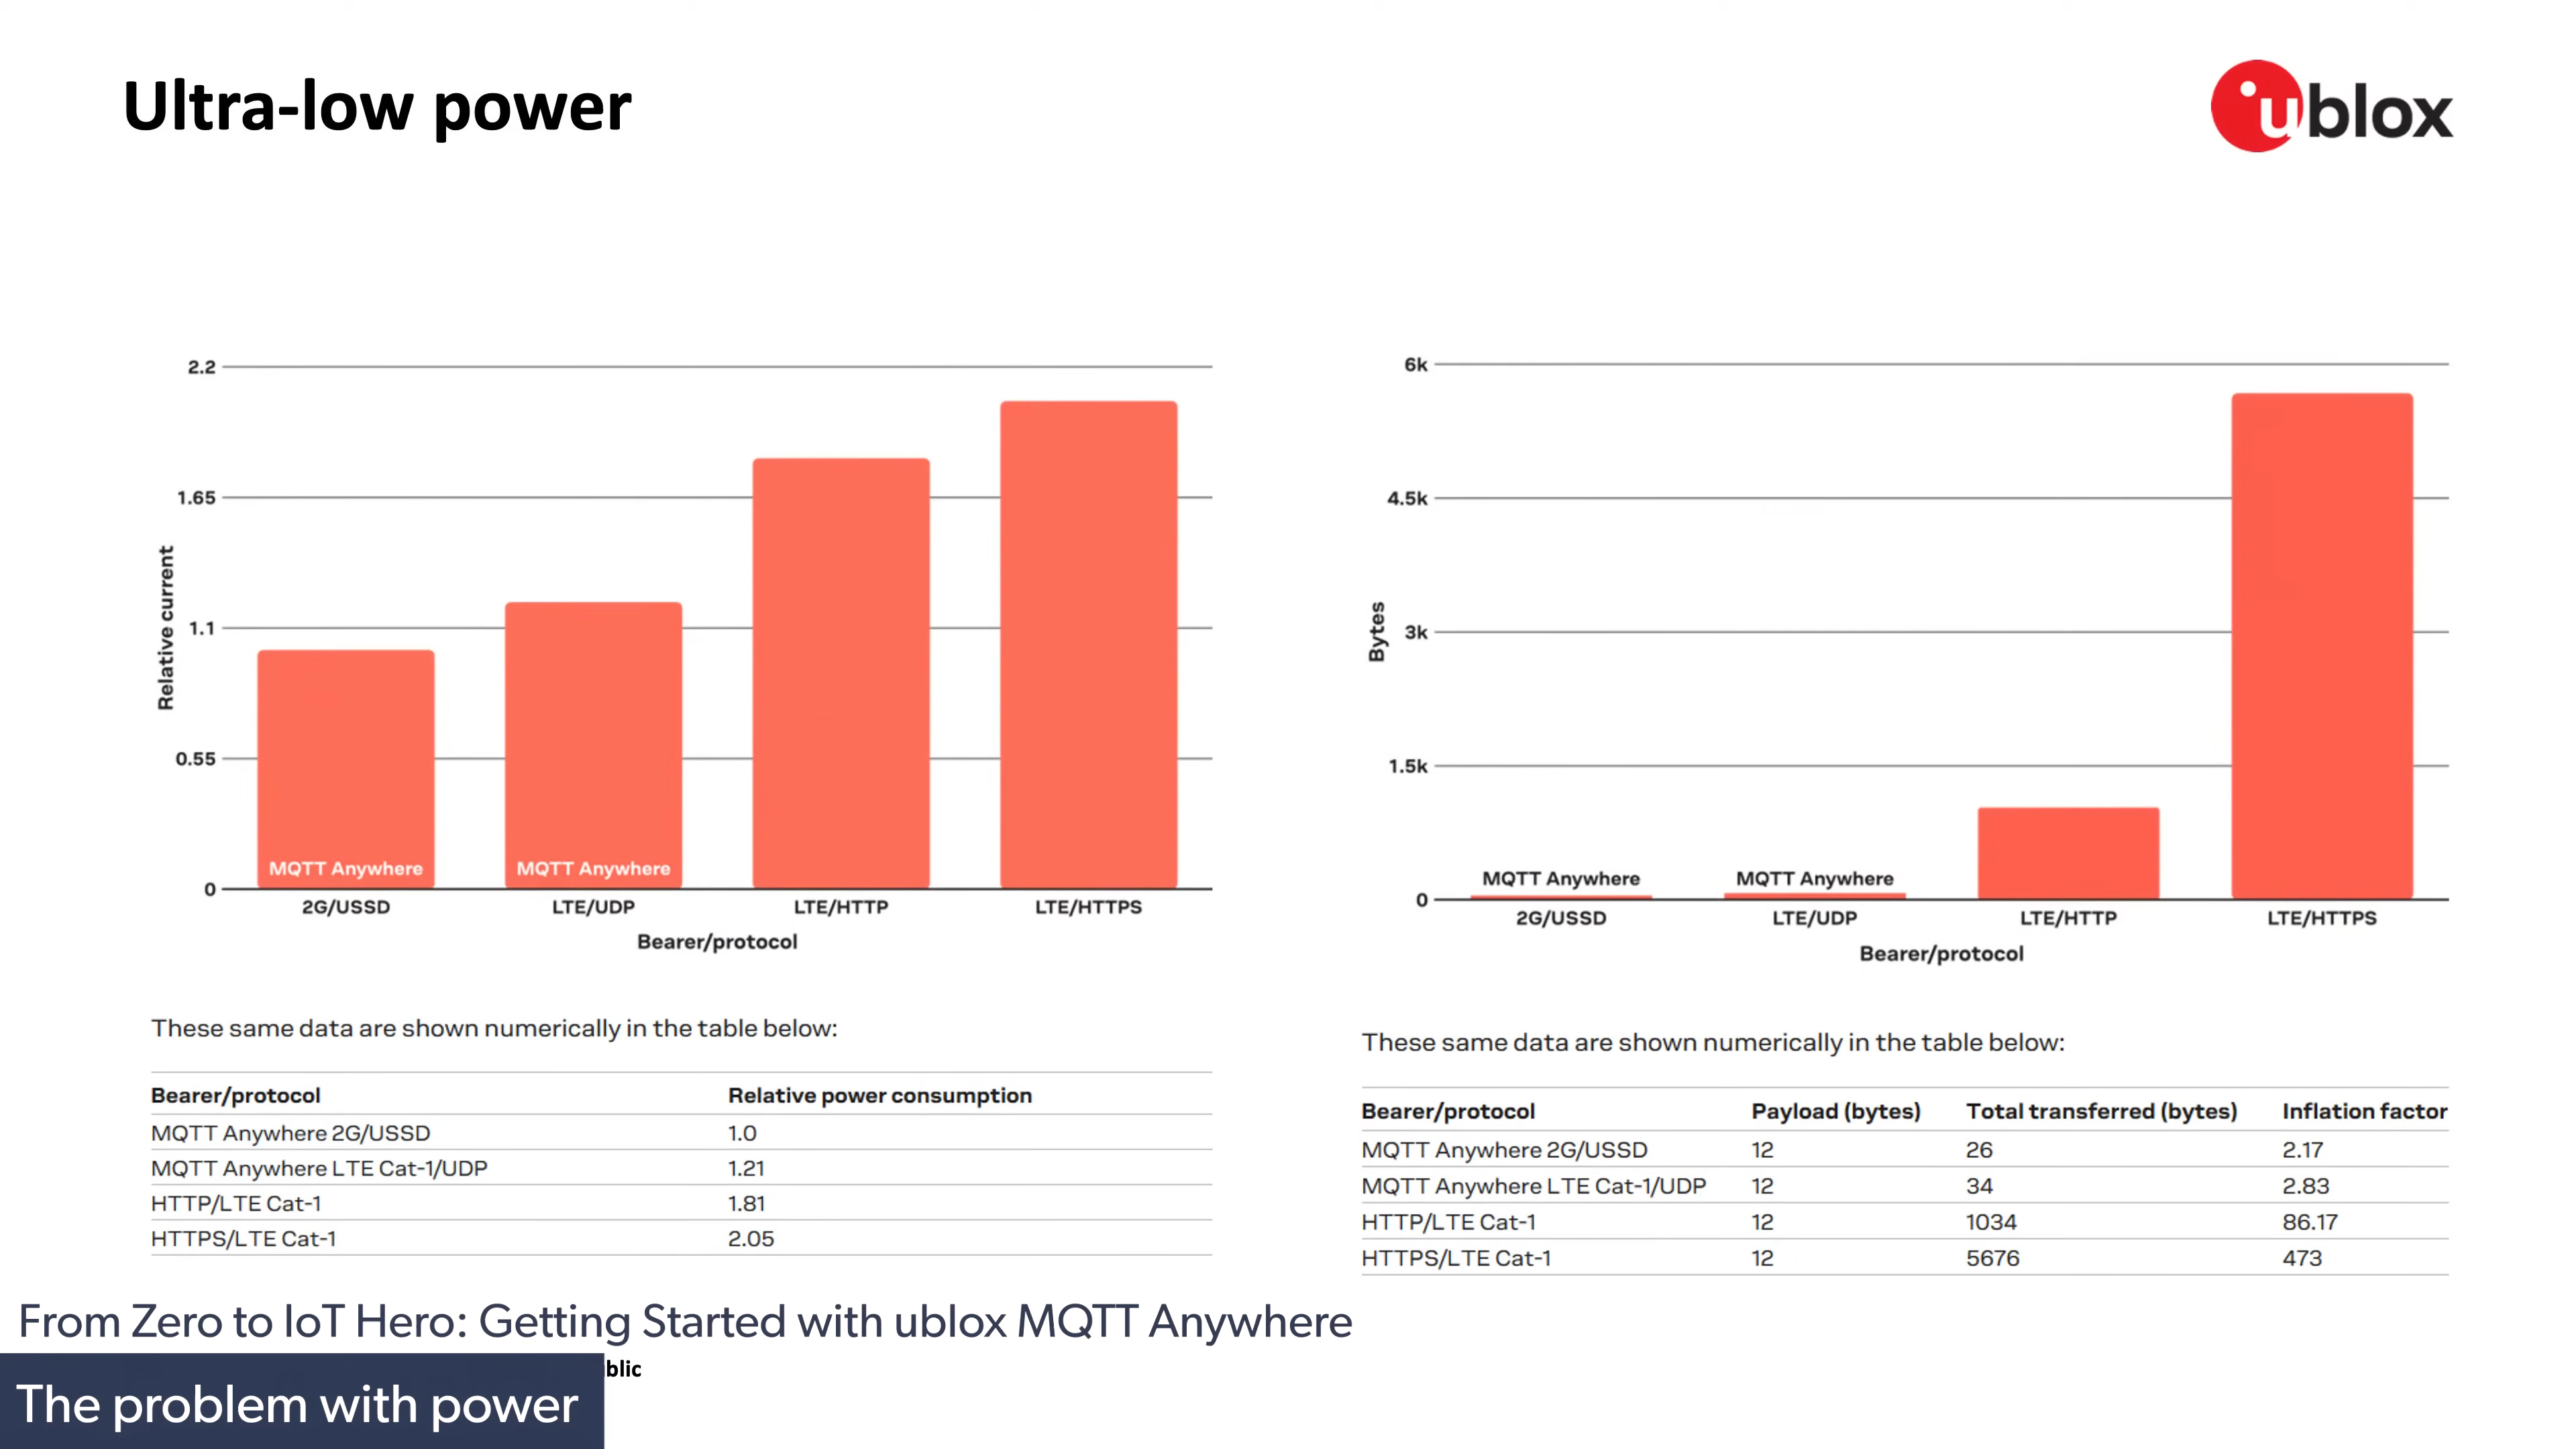 Ultra-low power
ublox
2.2
1.65
1.1
0.55
0
Relative current
MQTT Anywhere
MQTT Anywhere
2G/USSD
LTE/UDP
LTE/HTTP
LTE/HTTPS
Bearer/protocol
6k
4.5k
3k
1.5k
0
Bytes
MQTT Anywhere
MQTT Anywhere
2G/USSD
LTE/UDP
LTE/HTTP
LTE/HTTPS
Bearer/protocol
These same data are shown numerically in the table below:
Bearer/protocol Relative power consumption
MQTT Anywhere 2G/USSD 1.0
MQTT Anywhere LTE Cat-1/UDP 1.21
HTTP/LTE Cat-1 1.81
HTTPS/LTE Cat-1 2.05
These same data are shown numerically in the table below:
Bearer/protocol Payload (bytes) Total transferred (bytes) Inflation factor
MQTT Anywhere 2G/USSD 12 26 2.17
MQTT Anywhere LTE Cat-1/UDP 12 34 2.83
HTTP/LTE Cat-1 12 1034 86.17
HTTPS/LTE Cat-1 12 5676 473
From Zero to IoT Hero: Getting Started with ublox MQTT Anywhere
blic
The problem with power